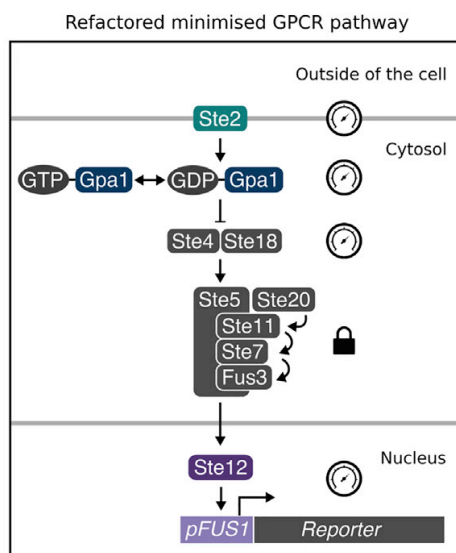 Refactored minimised GPCR pathway
Outside of the cell
Ste2
Cytosol
GTP Gpa1 GDP Gpa1
Ste4 Ste18
Ste5 Ste20
Ste11
Ste7
Fus3
Nucleus
Ste12
pFUS1 Reporter